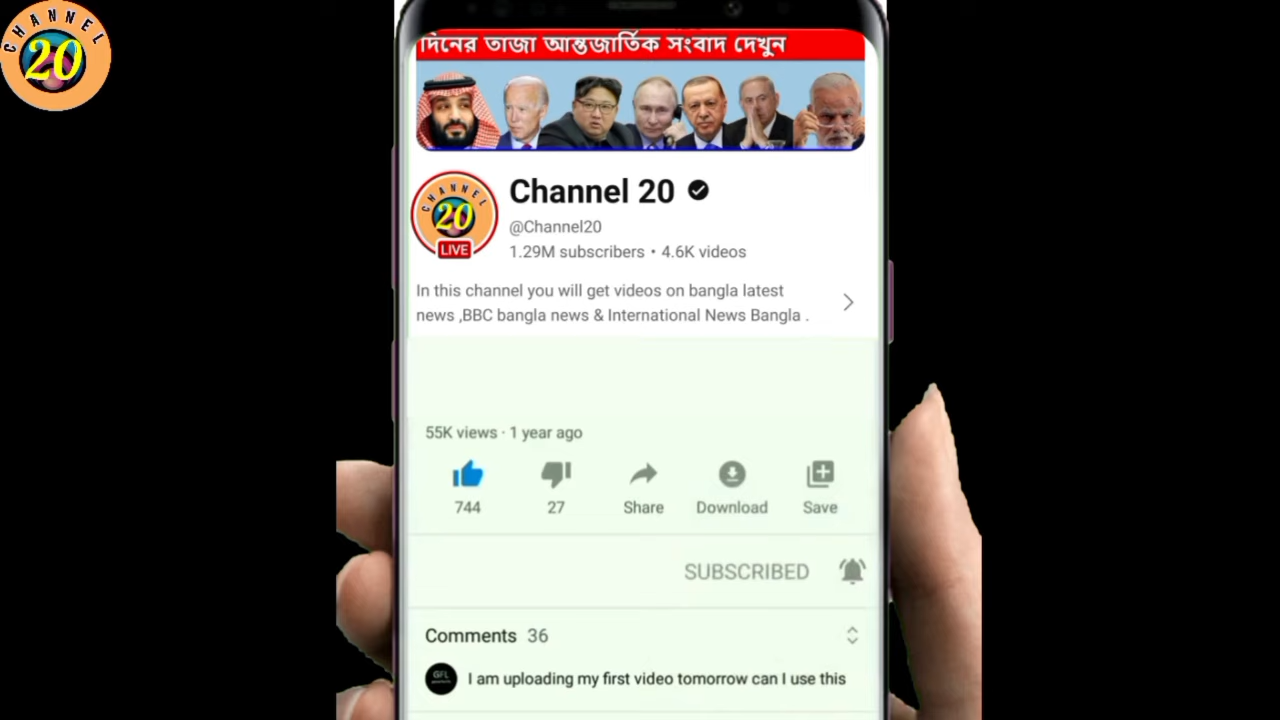 CHANNEL
20
দিনের তাজা আন্তজার্তিক সংবাদ দেখুন
CHANNEL
20
LIVE
Channel 20
@Channel20
1.29M subscribers • 4.6K videos
In this channel you will get videos on bangla latest
news ,BBC bangla news & International News Bangla .
55K views · 1 year ago
744
27
Share
Download
Save
SUBSCRIBED
Comments 36
GFL
I am uploading my first video tomorrow can I use this